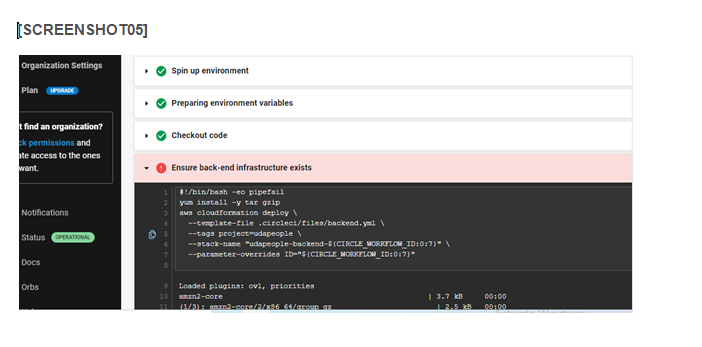 [SCREENSHOT05]
Organization Settings
Plan UPGRADE
t find an organization?
ck permissions and
ate access to the ones
want.
Notifications
Status OPERATIONAL
Docs
Orbs
Spin up environment
Preparing environment variables
Checkout code
Ensure back-end infrastructure exists
1 #!/bin/bash -eo pipefail
2 yum install -y tar gzip
3 aws cloudformation deploy \
4 --template-file .circleci/files/backend.yml \
5 --tags project=udapeople \
6 --stack-name "udapeople-backend-${CIRCLE_WORKFLOW_ID:0:7}" \
7 --parameter-overrides ID="${CIRCLE_WORKFLOW_ID:0:7}"
8
9 Loaded plugins: ovl, priorities
10 amzn2-core | 3.7 kB 00:00
11 (1/3): amzn2-core/2/x86_64/group_gz | 2.5 kB 00:00